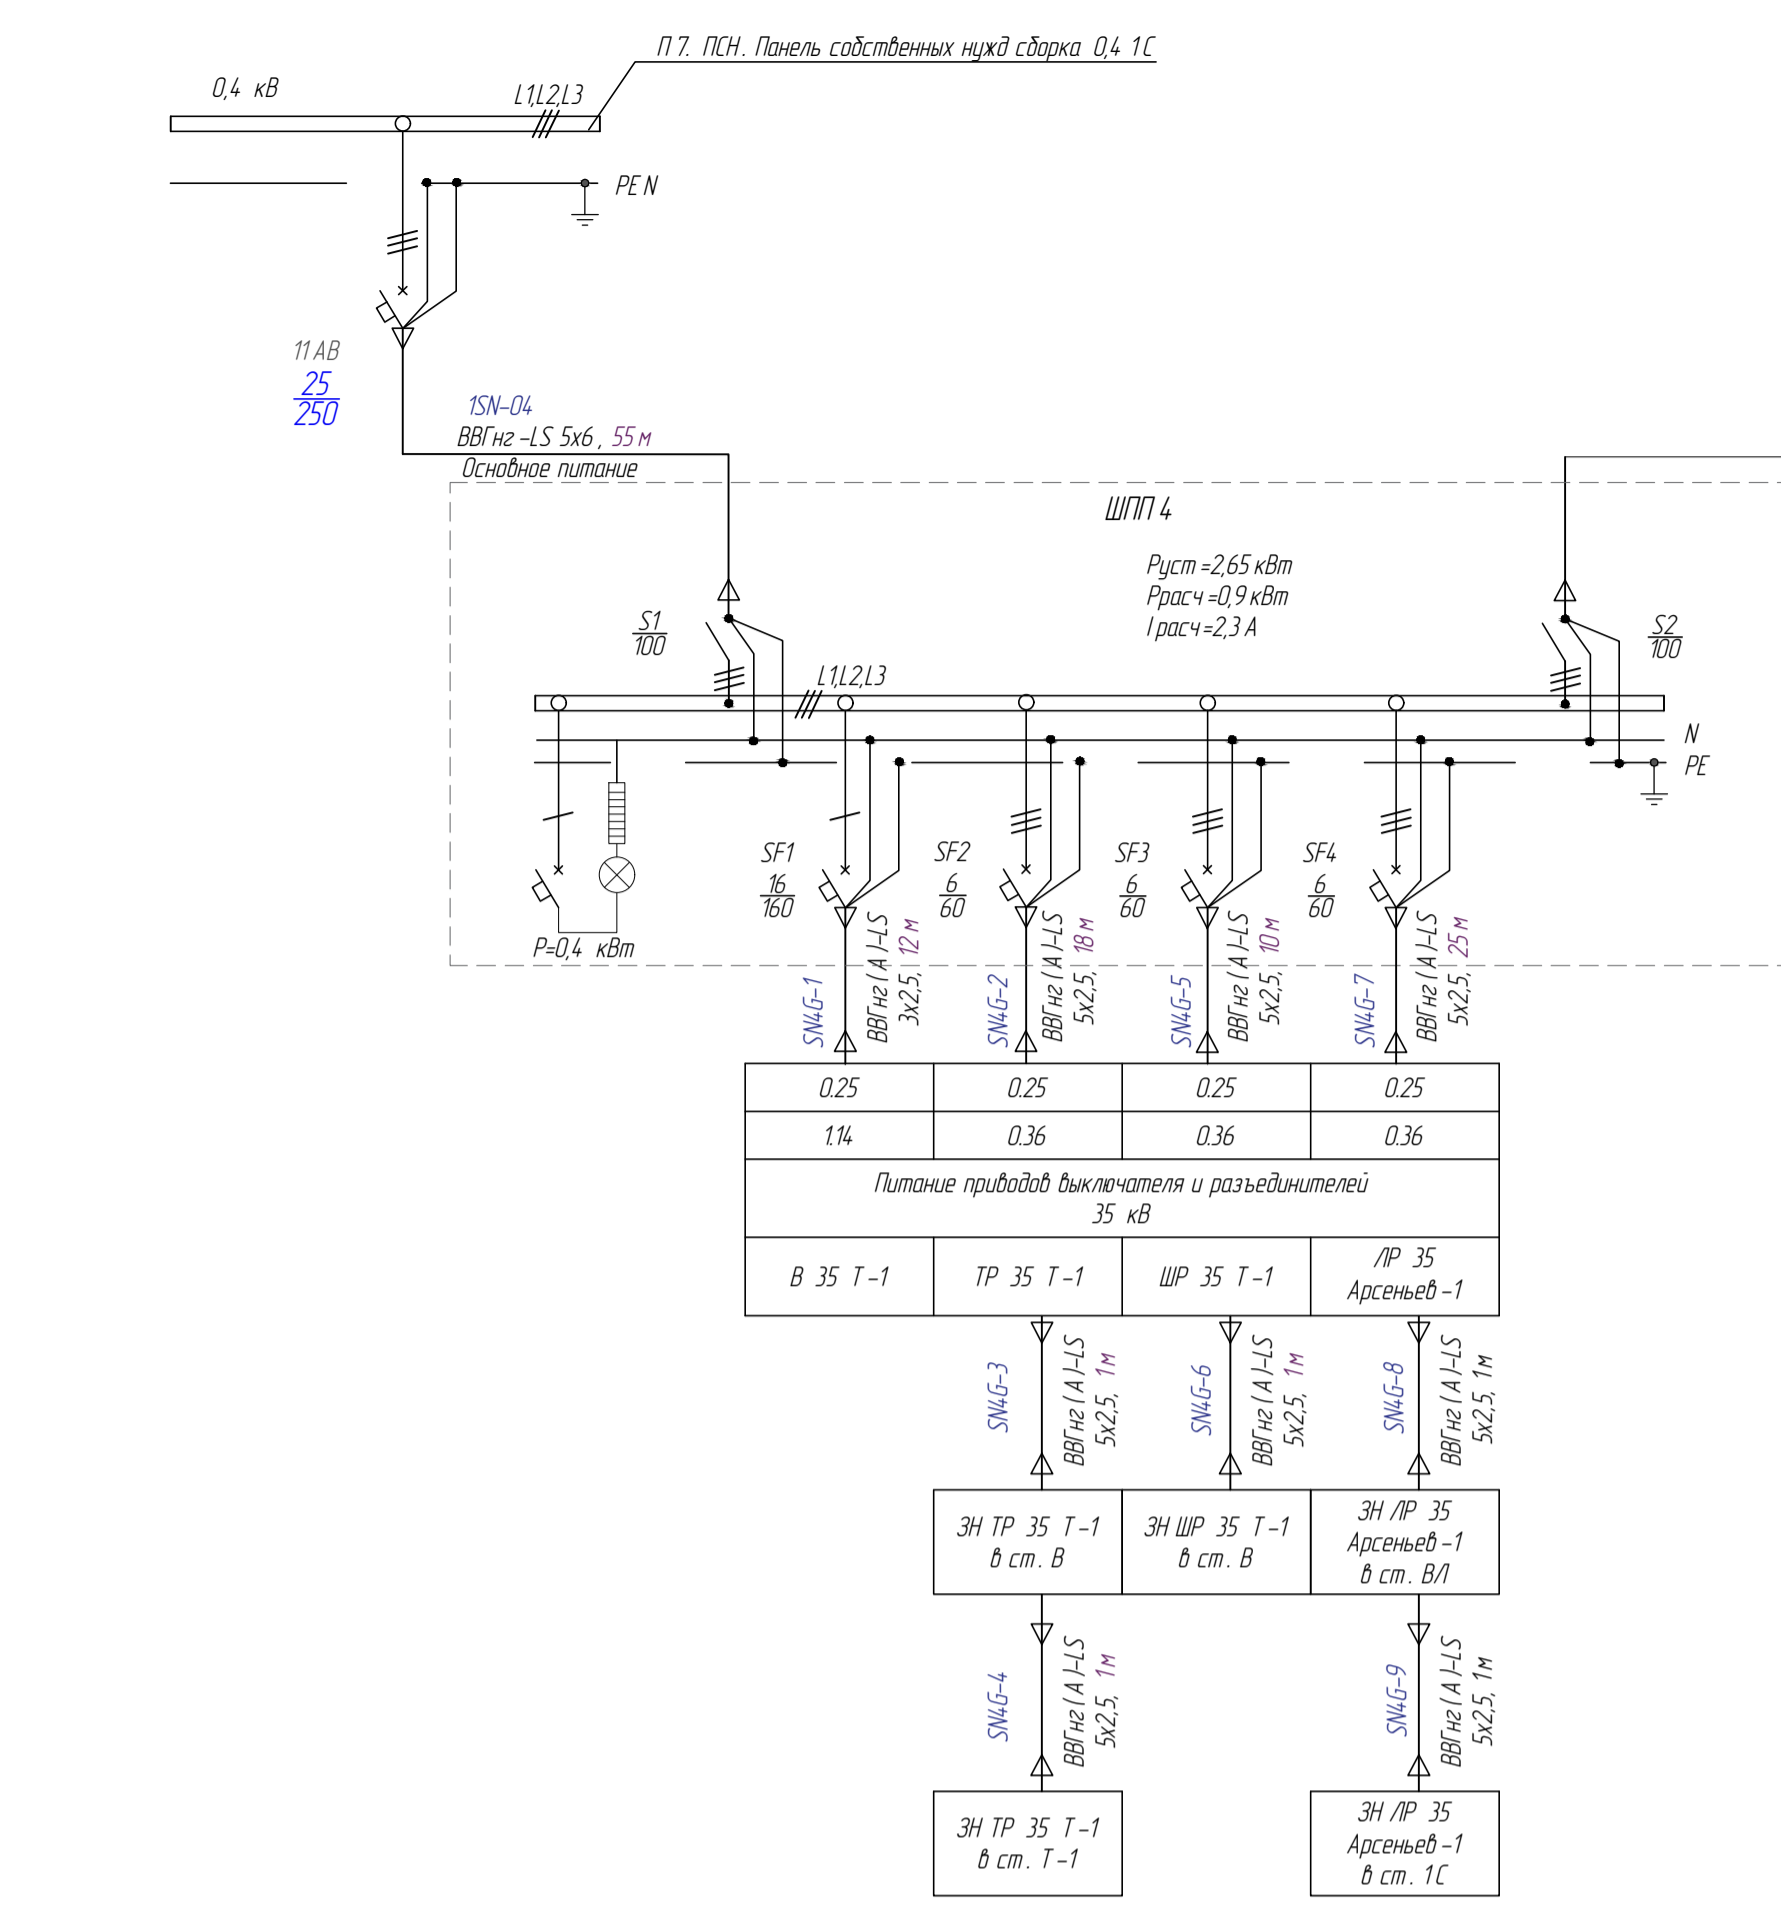 П 7. ПСН. Панель собственных нужд сборка 0,4 1С
0,4 кВ
L1,L2,L3
PE N
11 АВ
25
250
1SN-04
ВВГнг-LS 5х6, 55 м
Основное питание
ШПП 4
Руст=2,65 кВт
Ррасч=0,9 кВт
I расч=2,3 А
S1
100
S2
100
L1,L2,L3
N
PE
SF1
16
160
SF2
6
60
SF3
6
60
SF4
6
60
P=0,4 кВт
SN4G-1
ВВГнг(А)-LS
3х2,5, 12 м
SN4G-2
ВВГнг(А)-LS
5х2,5, 18 м
SN4G-5
ВВГнг(А)-LS
5х2,5, 10 м
SN4G-7
ВВГнг(А)-LS
5х2,5, 25 м
0.25 0.25 0.25 0.25
1.14 0.36 0.36 0.36
Питание приводов выключателя и разъединителей
35 кВ
В 35 Т-1
ТР 35 Т-1
ШР 35 Т-1
ЛР 35
Арсеньев-1
SN4G-3
ВВГнг(А)-LS
5х2,5, 1м
SN4G-6
ВВГнг(А)-LS
5х2,5, 1м
SN4G-8
ВВГнг(А)-LS
5х2,5, 1м
ЗН ТР 35 Т-1
в ст. В
ЗН ШР 35 Т-1
в ст. В
ЗН ЛР 35
Арсеньев-1
в ст. ВЛ
SN4G-4
ВВГнг(А)-LS
5х2,5, 1м
SN4G-9
ВВГнг(А)-LS
5х2,5, 1м
ЗН ТР 35 Т-1
в ст. Т-1
ЗН ЛР 35
Арсеньев-1
в ст. 1С